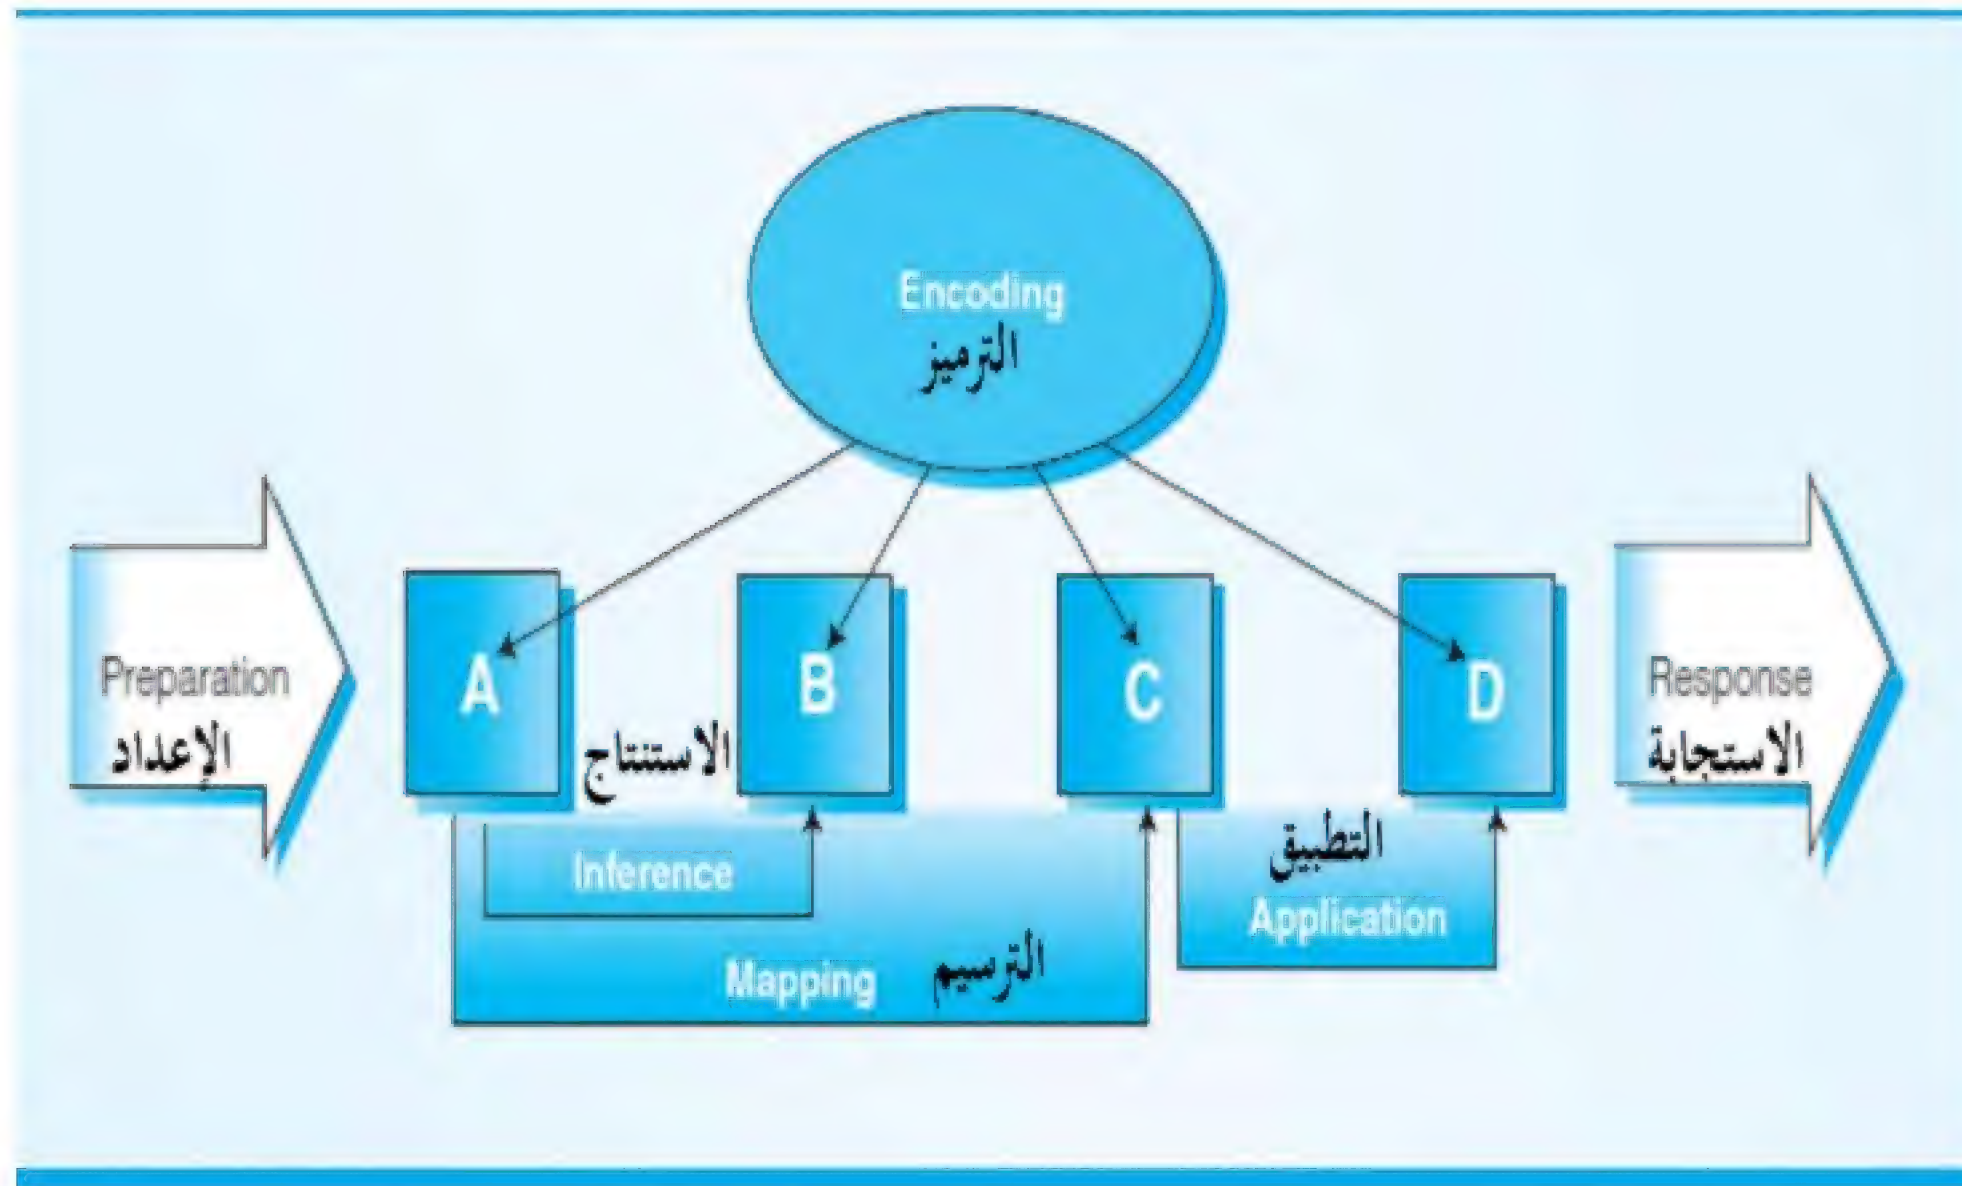 Encoding
الترميز
Preparation
الإعداد
A
B
C
D
Response
الاستجابة
الاستنتاج
Inference
التطبيق
Application
Mapping الترسيم